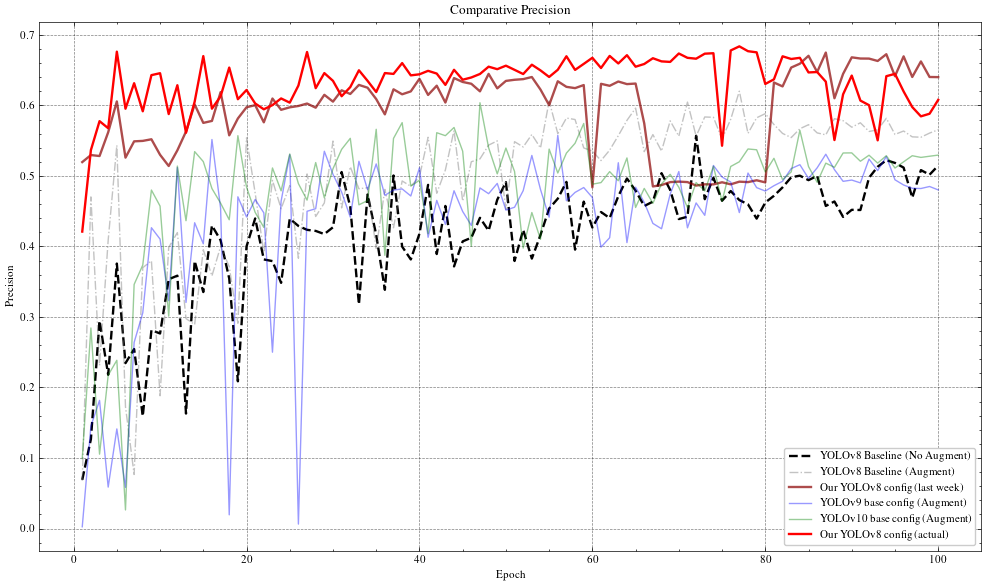 Comparative Precision
0.7
0.6
0.5
0.4
0.3
0.2
0.1
0.0
Precision
YOLOv8 Baseline (No Augment)
YOLOv8 Baseline (Augment)
Our YOLOv8 config (last week)
YOLOv9 base config (Augment)
YOLOv10 base config (Augment)
Our YOLOv8 config (actual)
0 20 40 60 80 100
Epoch